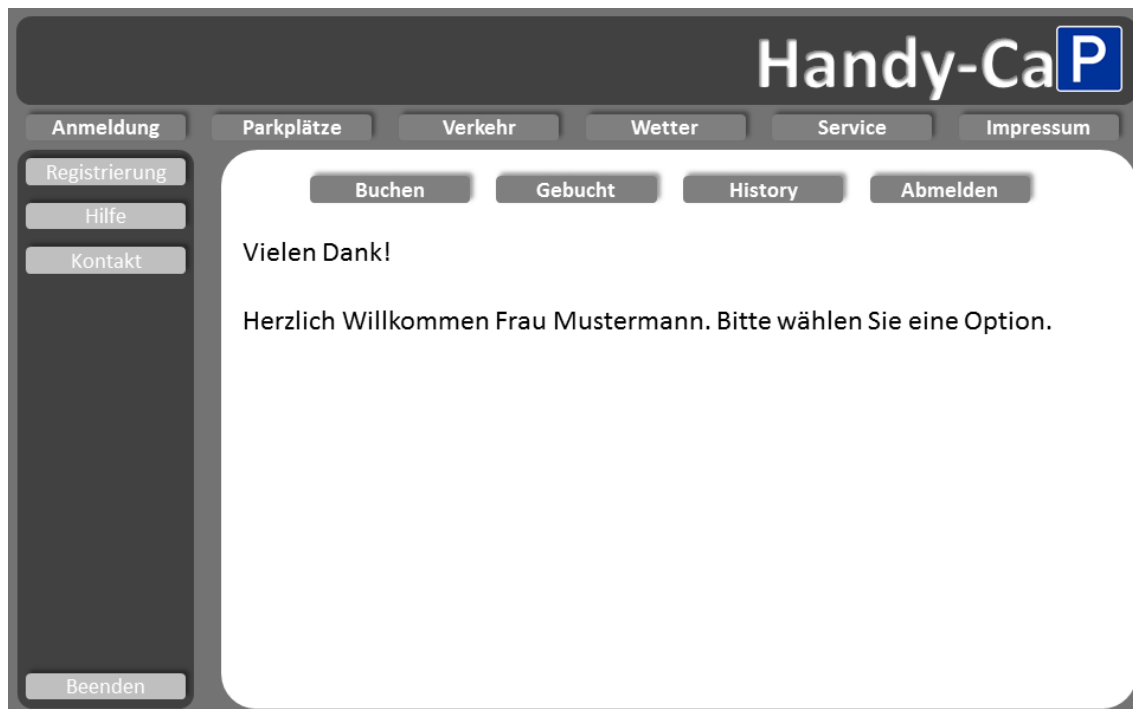 Handy-CaP
Anmeldung Parkplätze Verkehr Wetter Service Impressum
Registrierung
Hilfe
Kontakt
Beenden
Buchen Gebucht History Abmelden
Vielen Dank!
Herzlich Willkommen Frau Mustermann. Bitte wählen Sie eine Option.